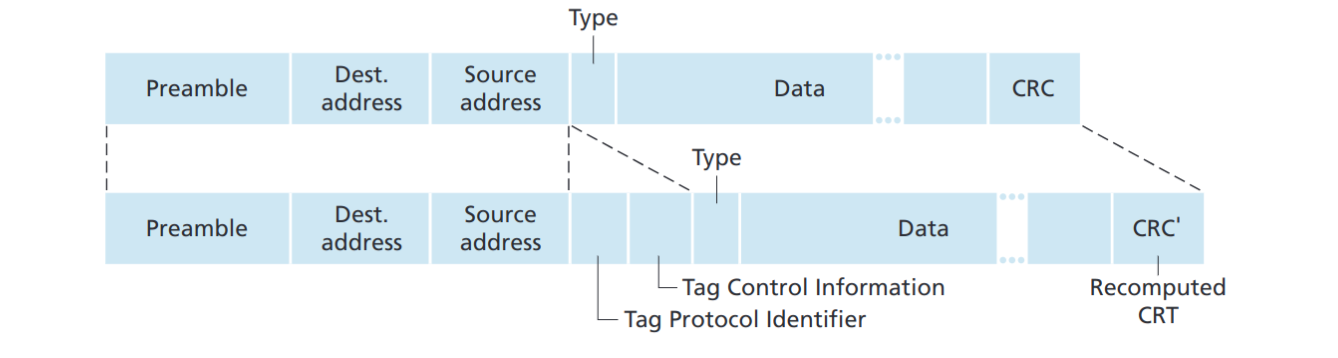 Type
Preamble
Dest.
address
Source
address
Data
CRC
Type
Preamble
Dest.
address
Source
address
Data
CRC'
Tag Control Information
Tag Protocol Identifier
Recomputed
CRT